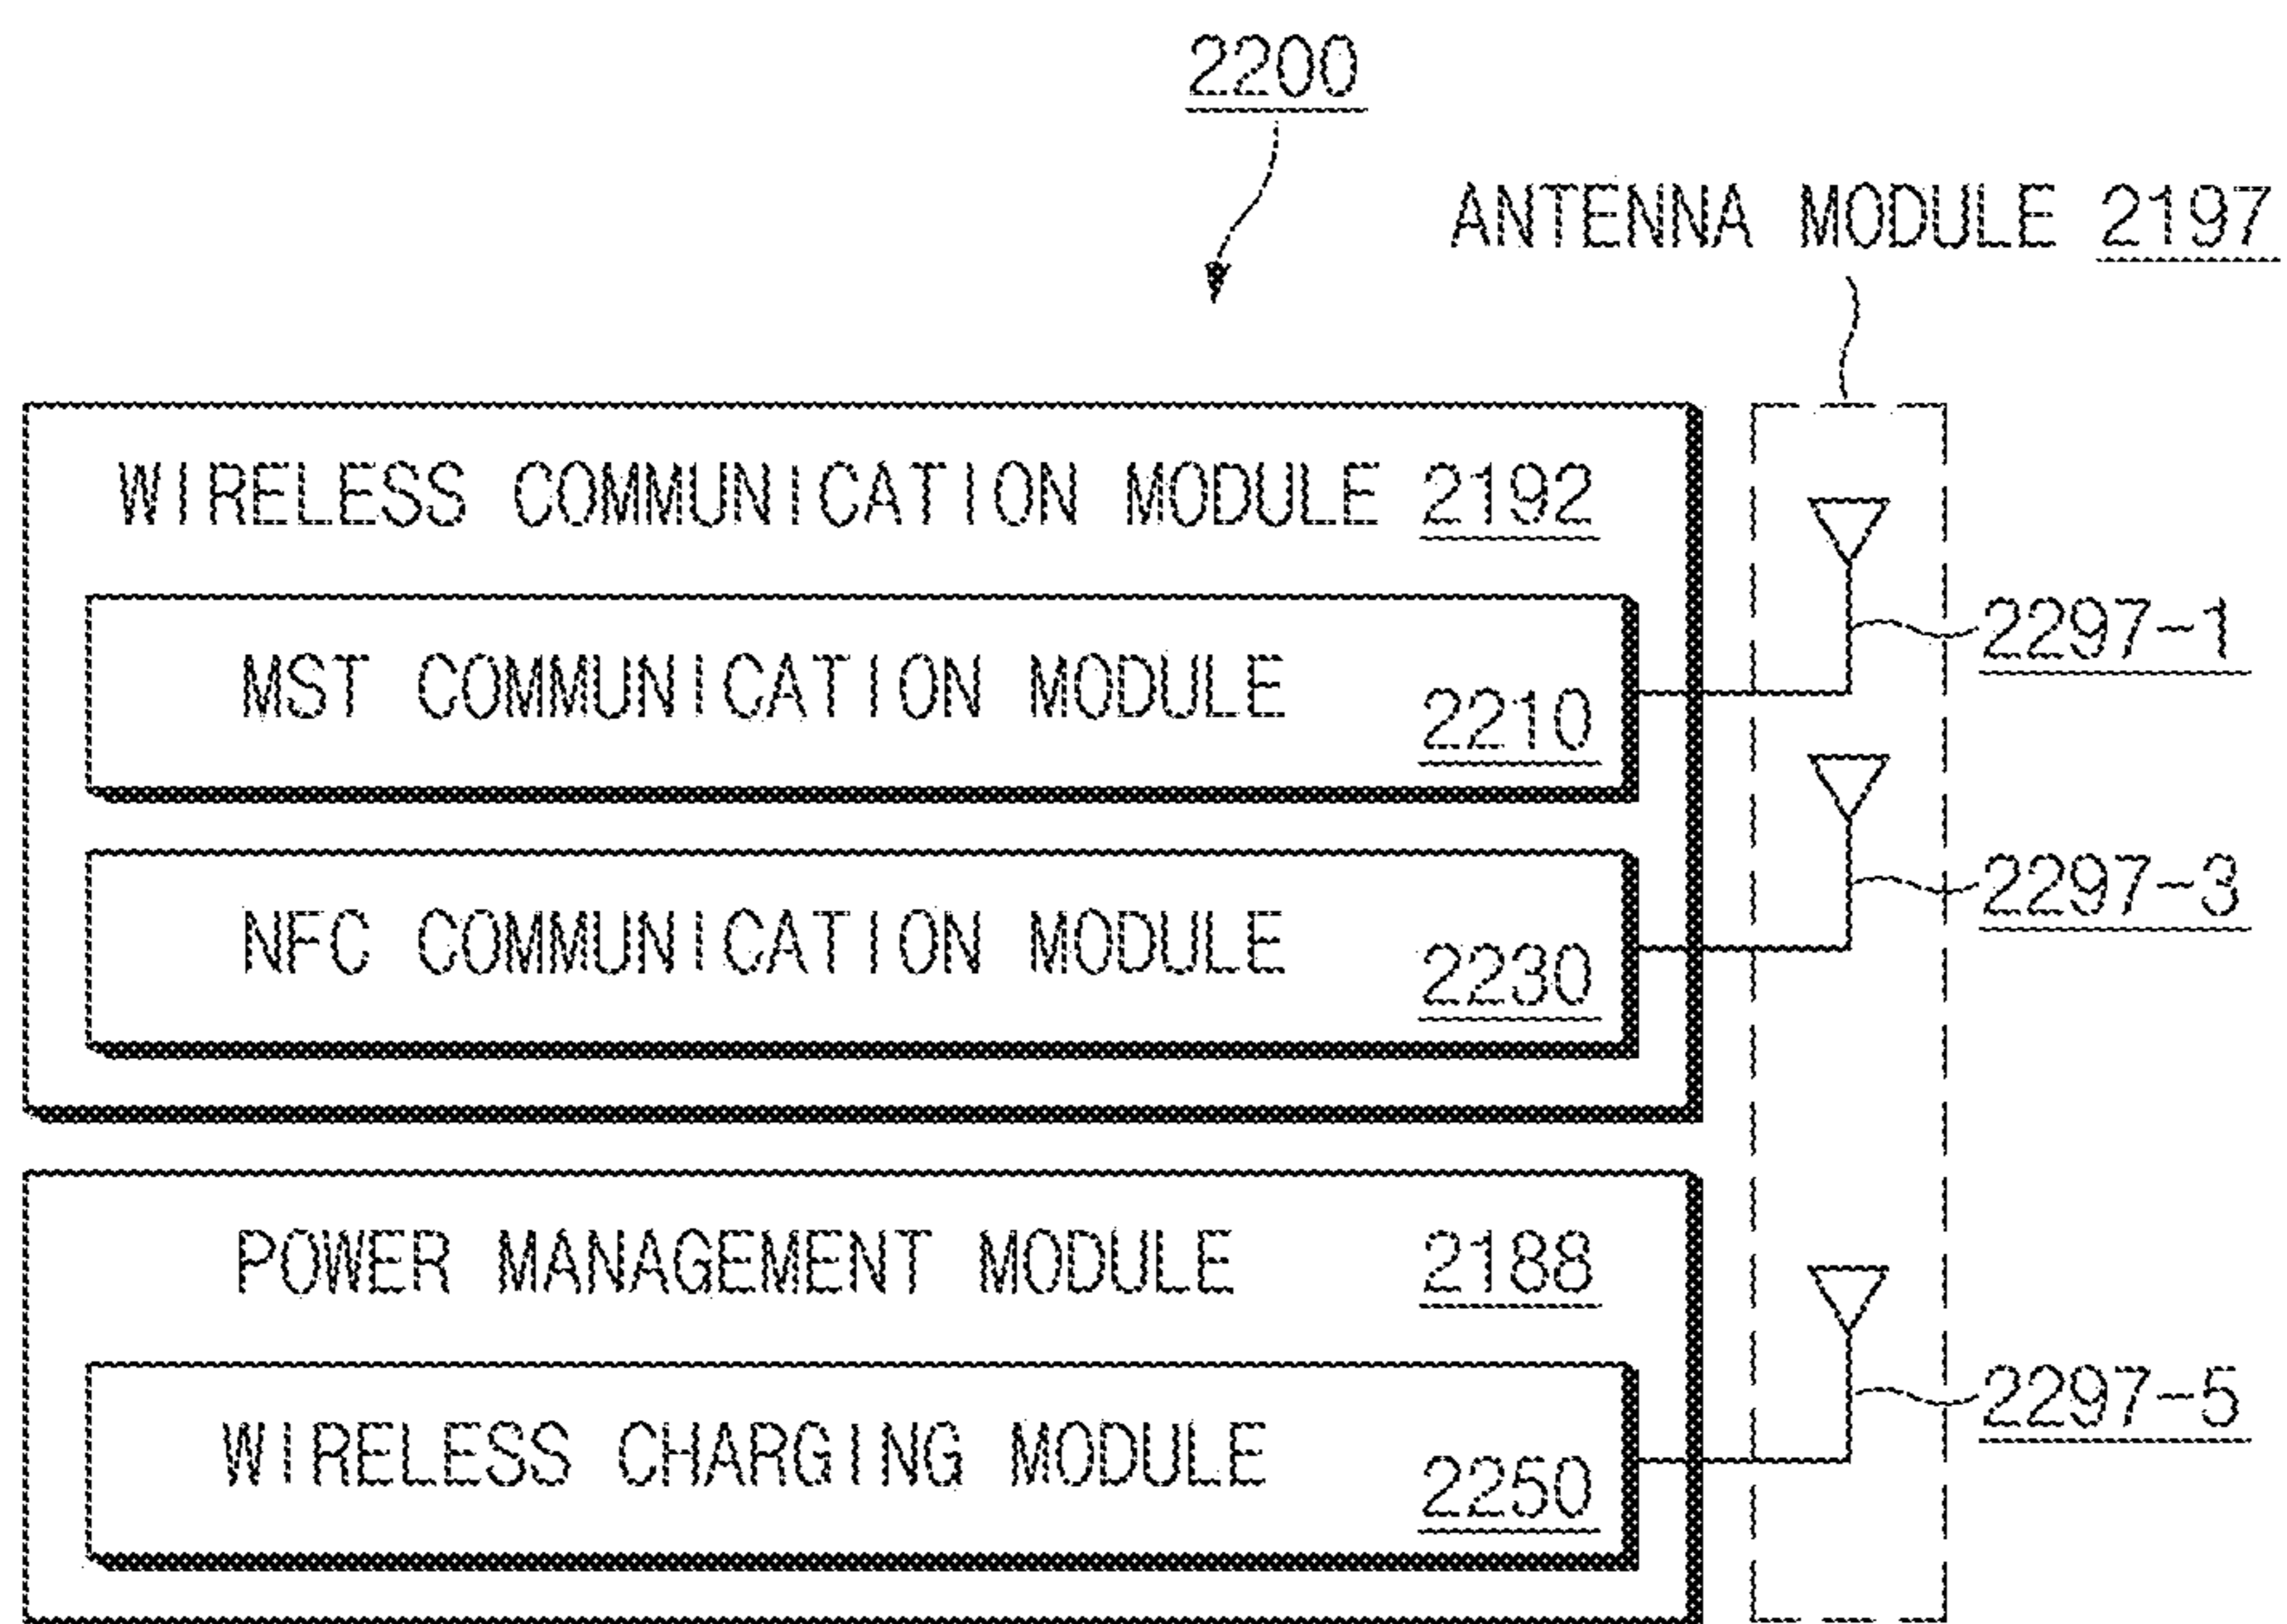 2200
ANTENNA MODULE 2197
WIRELESS COMMUNICATION MODULE 2192
MST COMMUNICATION MODULE 2210
2297-1
NFC COMMUNICATION MODULE 2230
2297-3
POWER MANAGEMENT MODULE 2188
WIRELESS CHARGING MODULE 2250
2297-5